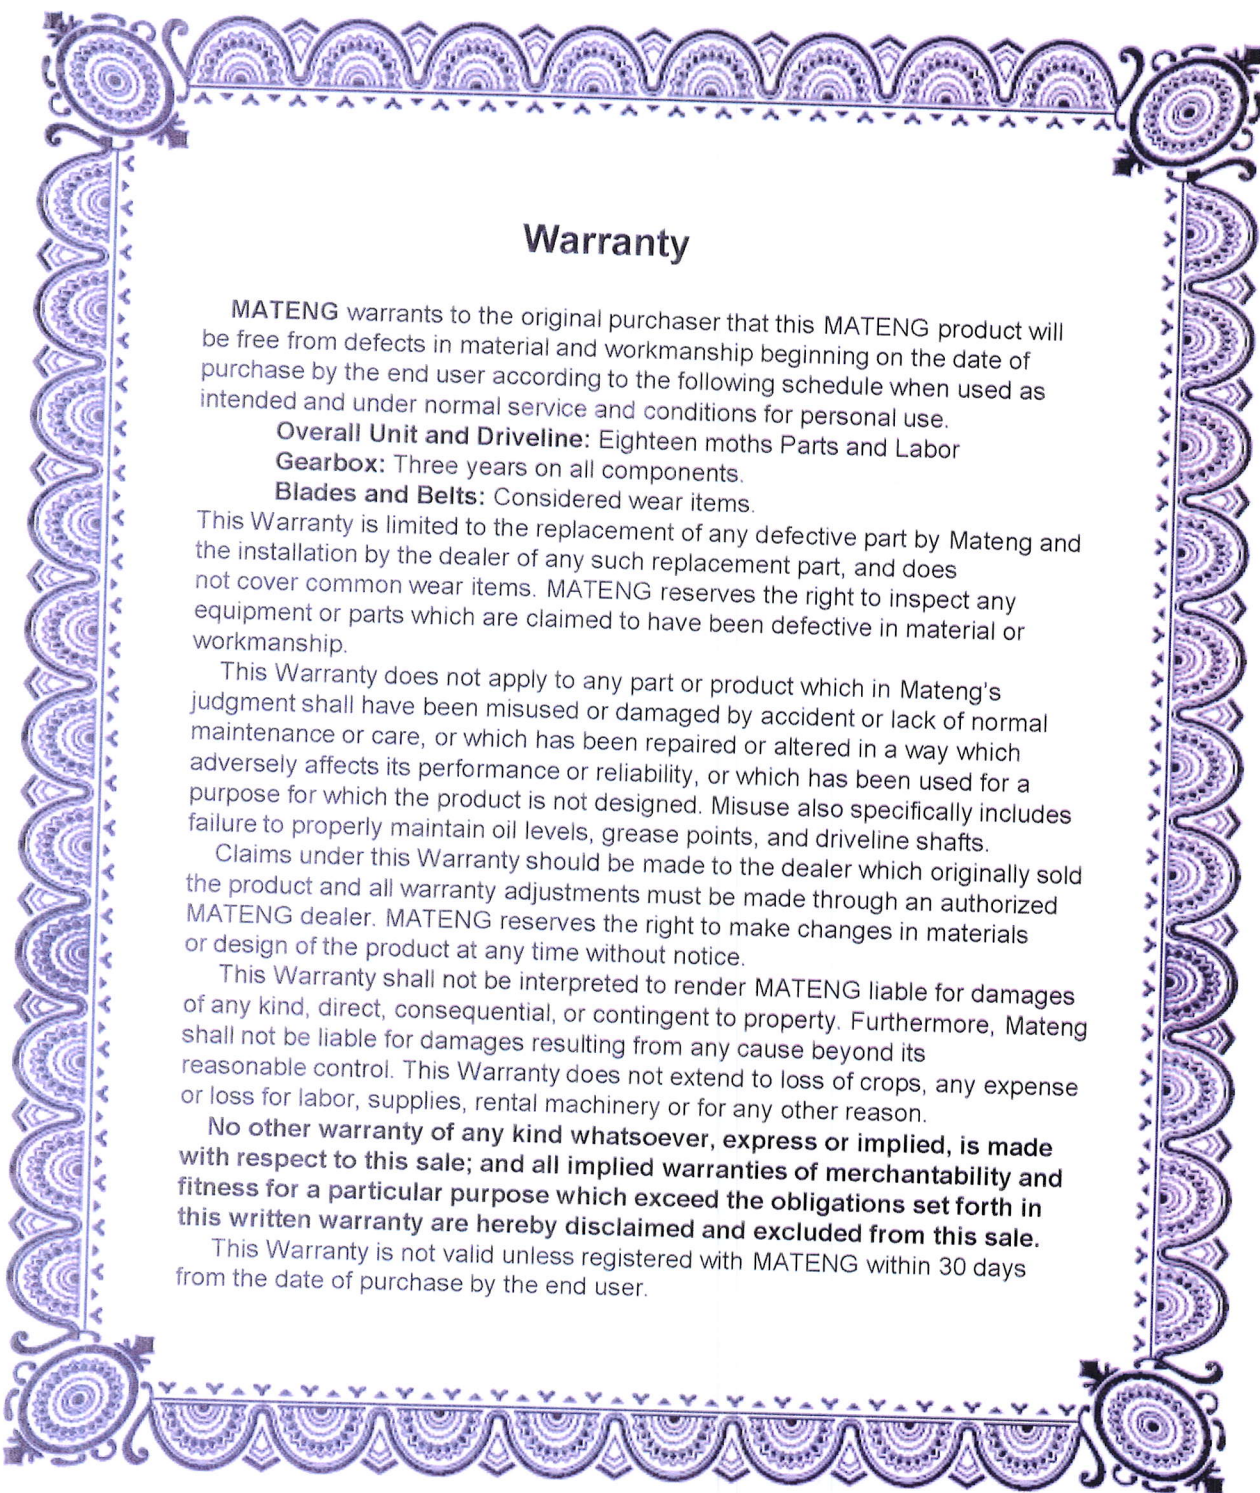 Warranty
MATENG warrants to the original purchaser that this MATENG product will
be free from defects in material and workmanship beginning on the date of
purchase by the end user according to the following schedule when used as
intended and under normal service and conditions for personal use.
Overall Unit and Driveline: Eighteen moths Parts and Labor
Gearbox: Three years on all components.
Blades and Belts: Considered wear items.
This Warranty is limited to the replacement of any defective part by Mateng and
the installation by the dealer of any such replacement part, and does
not cover common wear items. MATENG reserves the right to inspect any
equipment or parts which are claimed to have been defective in material or
workmanship.
This Warranty does not apply to any part or product which in Mateng's
judgment shall have been misused or damaged by accident or lack of normal
maintenance or care, or which has been repaired or altered in a way which
adversely affects its performance or reliability, or which has been used for a
purpose for which the product is not designed. Misuse also specifically includes
failure to properly maintain oil levels, grease points, and driveline shafts.
Claims under this Warranty should be made to the dealer which originally sold
the product and all warranty adjustments must be made through an authorized
MATENG dealer. MATENG reserves the right to make changes in materials
or design of the product at any time without notice.
This Warranty shall not be interpreted to render MATENG liable for damages
of any kind, direct, consequential, or contingent to property. Furthermore, Mateng
shall not be liable for damages resulting from any cause beyond its
reasonable control. This Warranty does not extend to loss of crops, any expense
or loss for labor, supplies, rental machinery or for any other reason.
No other warranty of any kind whatsoever, express or implied, is made
with respect to this sale; and all implied warranties of merchantability and
fitness for a particular purpose which exceed the obligations set forth in
this written warranty are hereby disclaimed and excluded from this sale.
This Warranty is not valid unless registered with MATENG within 30 days
from the date of purchase by the end user.